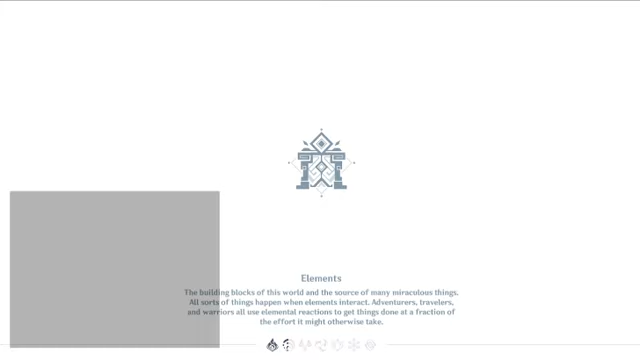 Elements
The building blocks of this world and the source of many miraculous things.
All sorts of things happen when elements interact. Adventurers, travelers,
and warriors all use elemental reactions to get things done at a fraction of
the effort it might otherwise take.